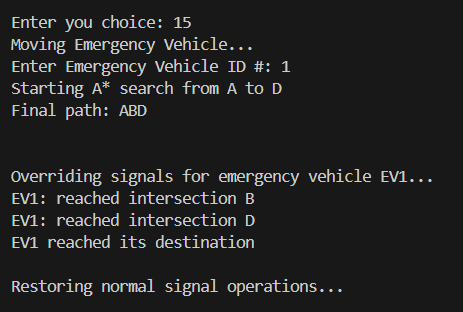 Enter you choice: 15
Moving Emergency Vehicle...
Enter Emergency Vehicle ID #: 1
Starting A* search from A to D
Final path: ABD
Overriding signals for emergency vehicle EV1...
EV1: reached intersection B
EV1: reached intersection D
EV1 reached its destination
Restoring normal signal operations...